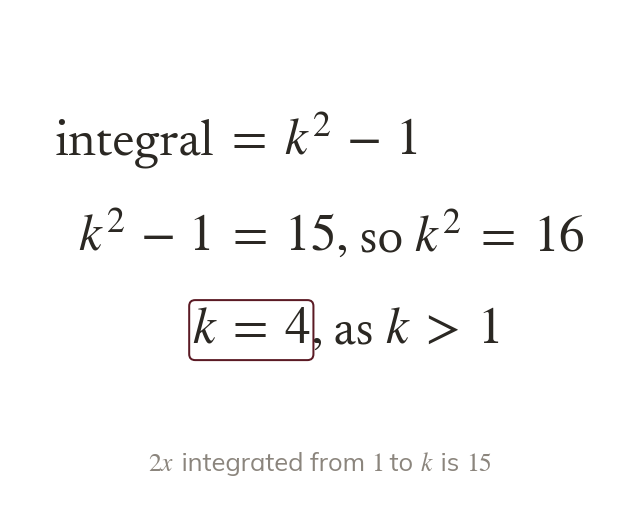 integral = k² − 1
k² − 1 = 15, so k² = 16
k = 4, as k > 1
2x integrated from 1 to k is 15